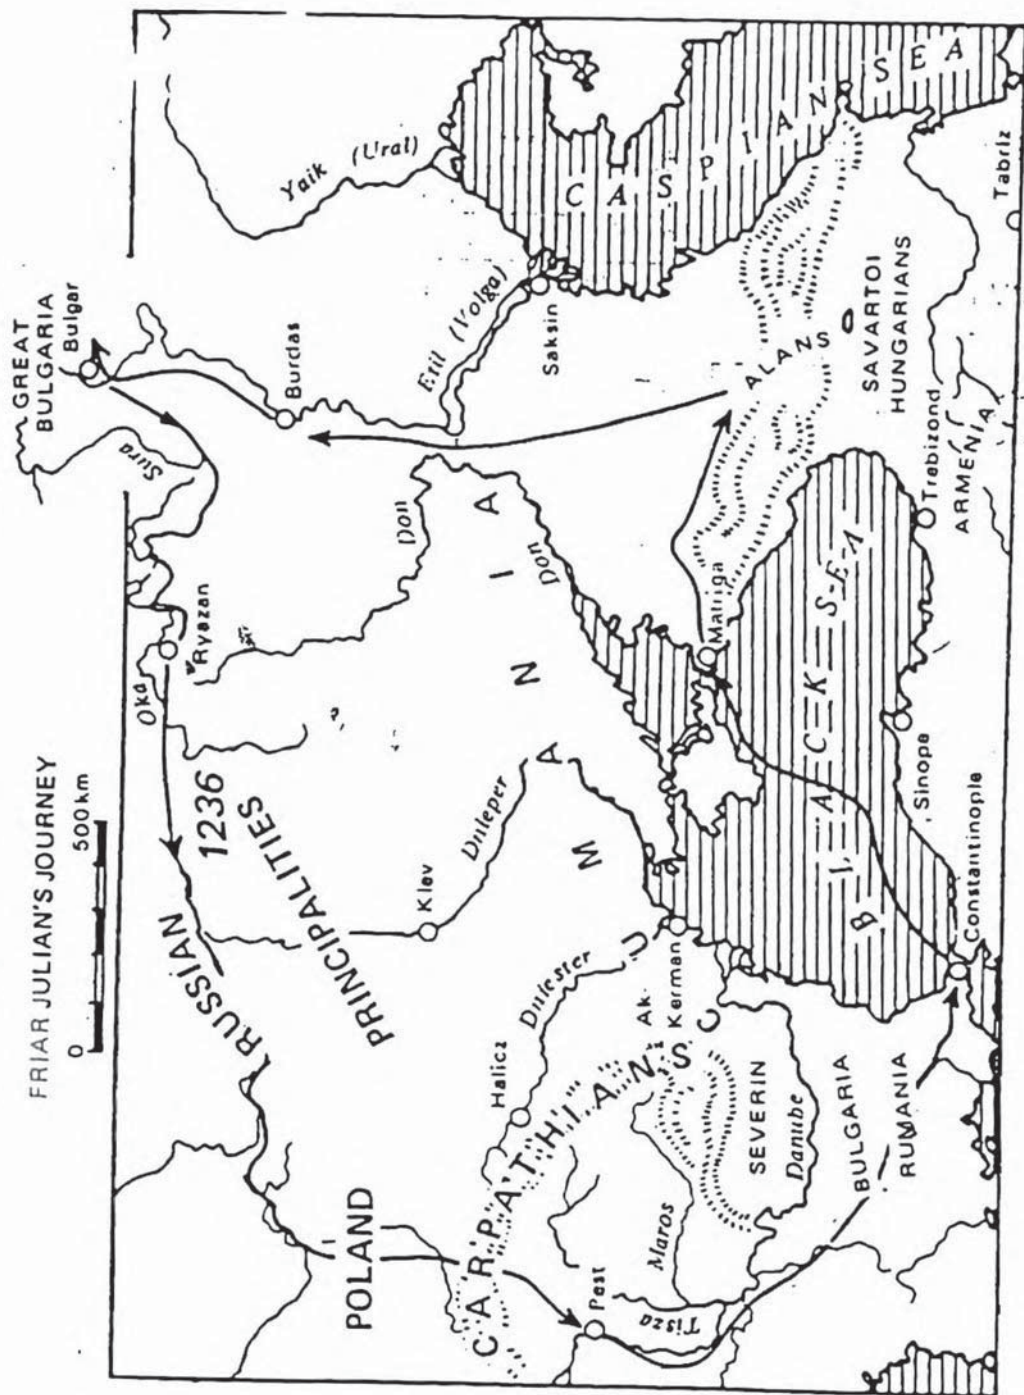 FRIAR JULIAN'S JOURNEY
0 500km
GREAT
BULGARIA
Bulgar
Sura
Burdas
Yaik (Ural)
Etil (Volga)
Saksin
CASPIAN SEA
Oka
Ryazan
1236
RUSSIAN
PRINCIPALITIES
Don
Don
Kiev
Dnieper
CUMANIA
POLAND
Halicz
Dniester
CARPATHIANS
Ak-
Kerman
Pest
Tisza
Maros
SEVERIN
Danube
BULGARIA
RUMANIA
Constantinople
BLACK SEA
Matriga
ALANS
SAVARTOI
HUNGARIANS
Sinope
Trebizond
ARMENIA
Tabriz